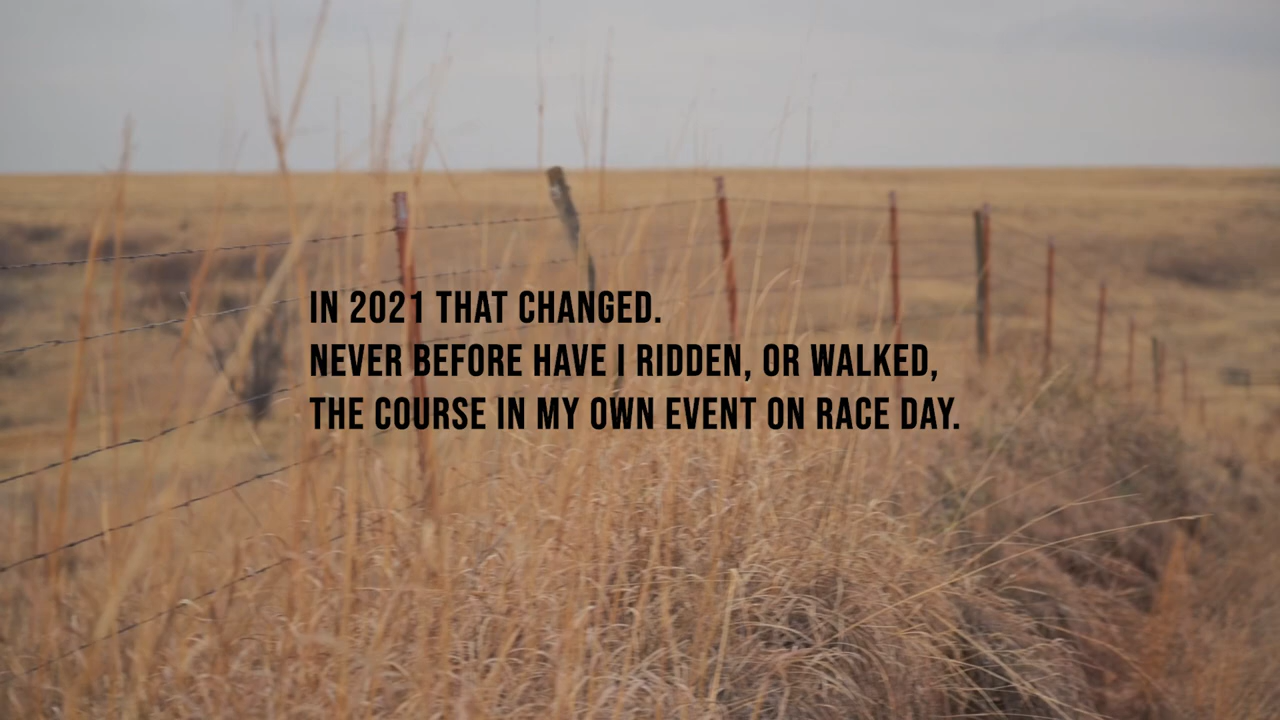 IN 2021 THAT CHANGED.
NEVER BEFORE HAVE I RIDDEN, OR WALKED,
THE COURSE IN MY OWN EVENT ON RACE DAY.